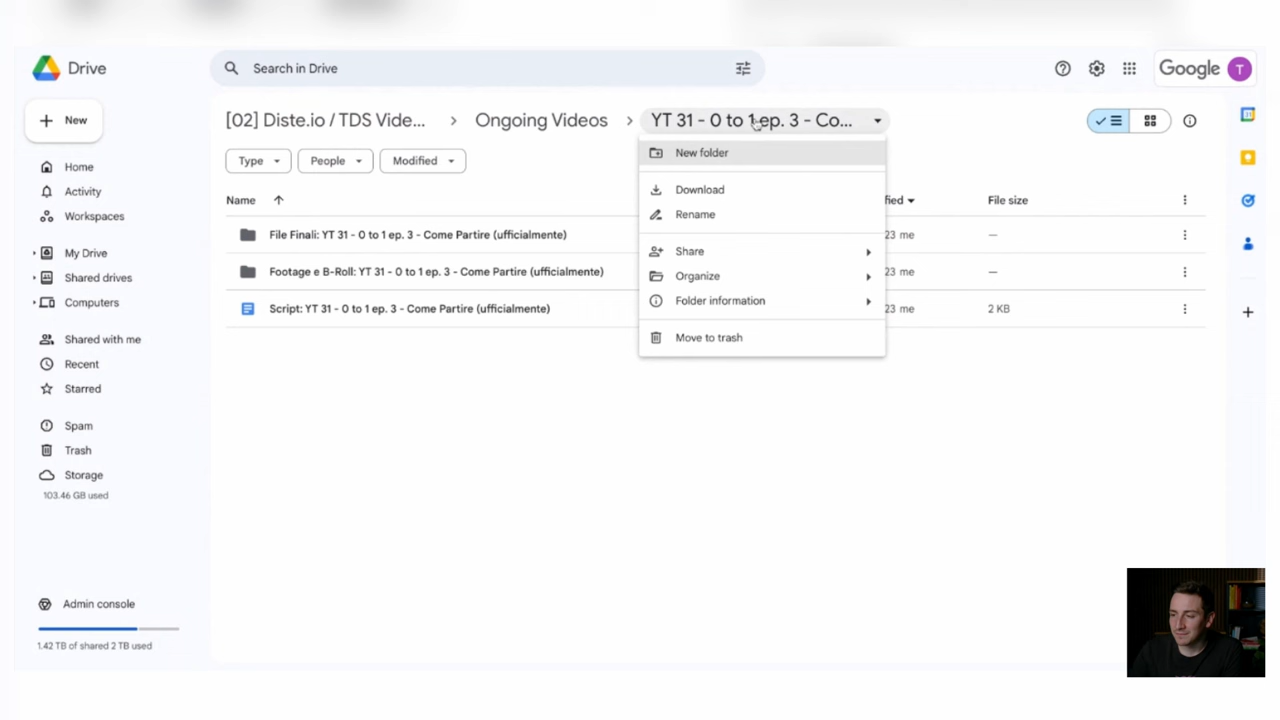 Drive
Search in Drive
Google T
New
[02] Diste.io / TDS Vide... > Ongoing Videos > YT 31 - 0 to 1 ep. 3 - Co...
Type
People
Modified
New folder
Home
Activity
Workspaces
Name
Download
Rename
fied
File size
File Finali: YT 31 - 0 to 1 ep. 3 - Come Partire (ufficialmente)
23 me
—
My Drive
Shared drives
Computers
Share
Footage e B-Roll: YT 31 - 0 to 1 ep. 3 - Come Partire (ufficialmente)
Organize
23 me
—
Script: YT 31 - 0 to 1 ep. 3 - Come Partire (ufficialmente)
Folder information
23 me
2 KB
Shared with me
Recent
Starred
Move to trash
Spam
Trash
Storage
103.46 GB used
Admin console
1.42 TB of shared 2 TB used